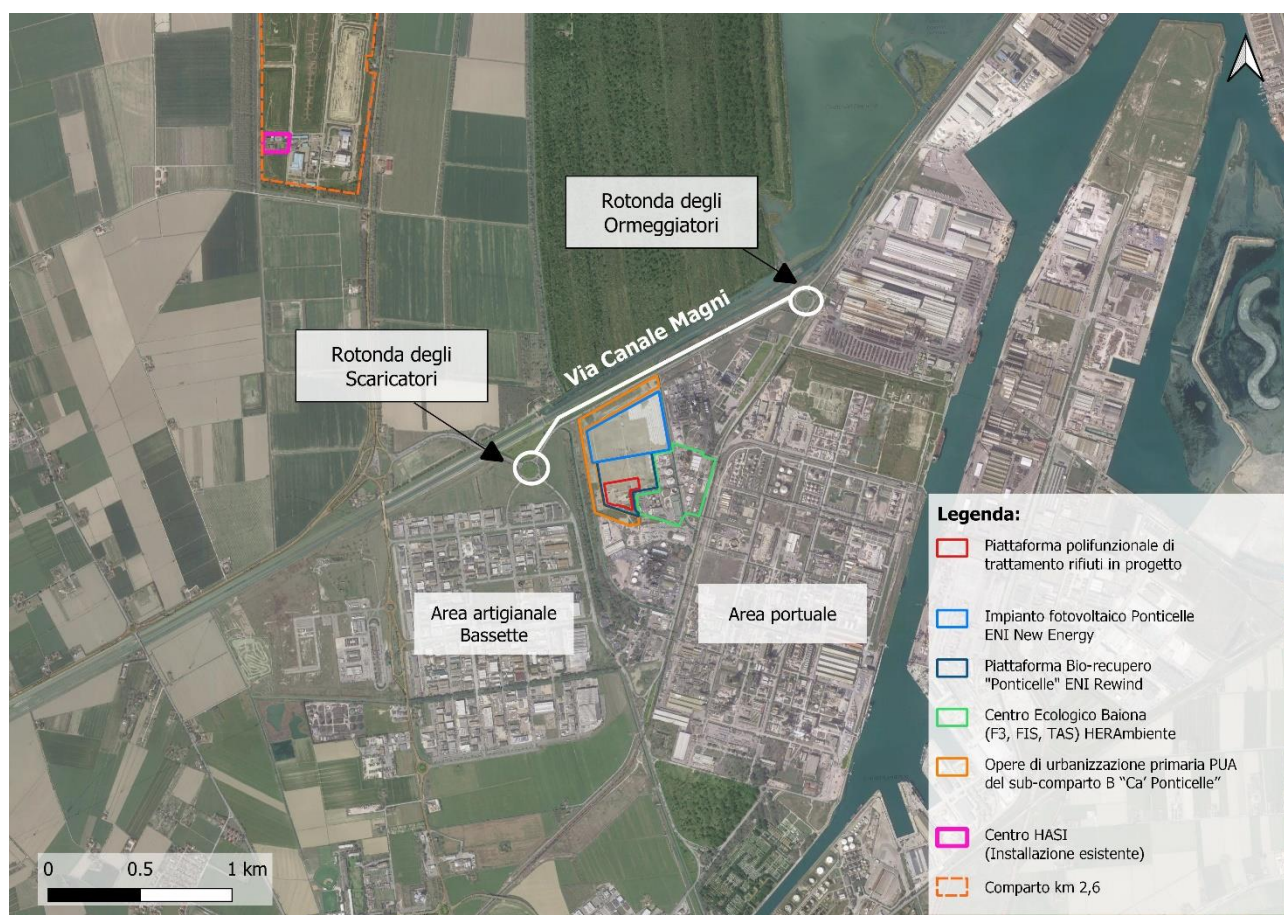 Rotonda degli
Ormeggiatori
Via Canale Magni
Rotonda degli
Scaricatori
Area artigianale
Bassette
Area portuale
Legenda:
Piattaforma polifunzionale di
trattamento rifiuti in progetto
Impianto fotovoltaico Ponticelle
ENI New Energy
Piattaforma Bio-recupero
"Ponticelle" ENI Rewind
Centro Ecologico Baiona
(F3, FIS, TAS) HERAmbiente
Opere di urbanizzazione primaria PUA
del sub-comparto B “Ca’ Ponticelle”
Centro HASI
(Installazione esistente)
Comparto km 2,6
0 0.5 1 km